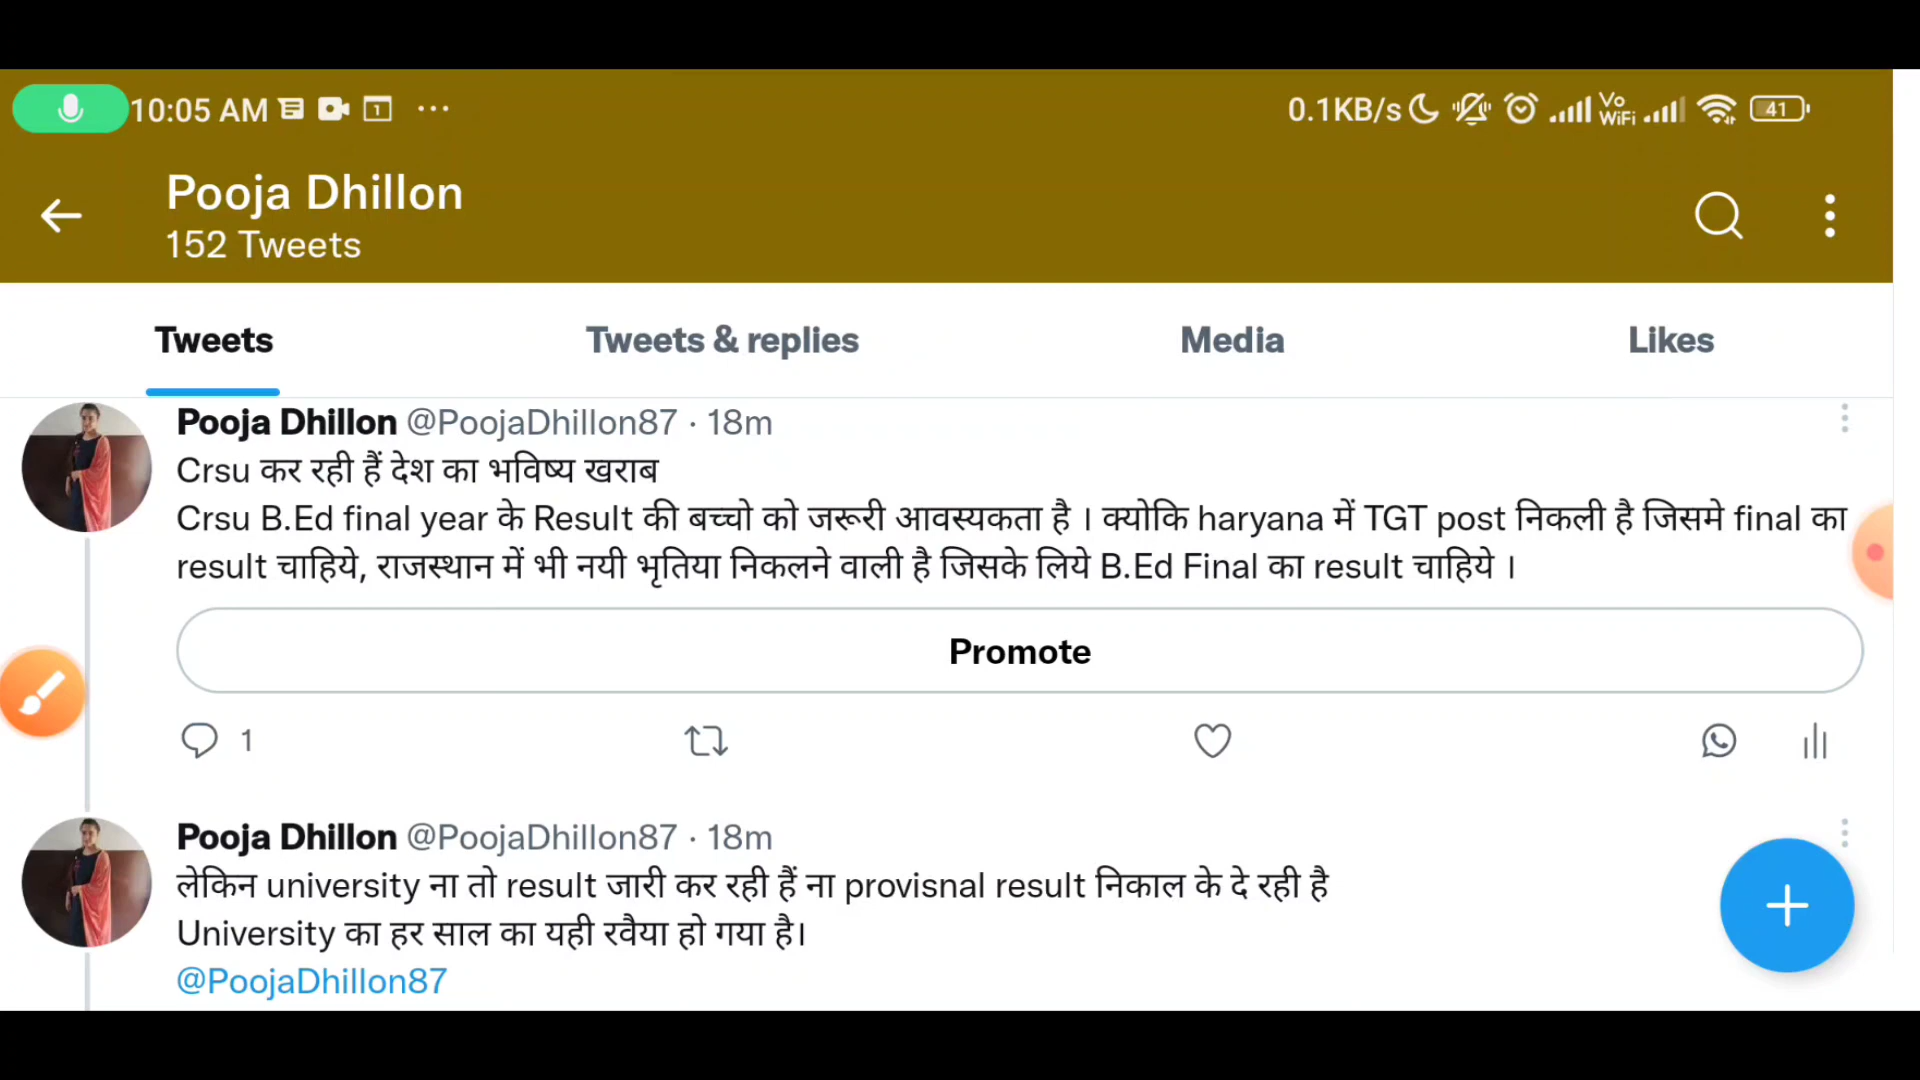 10:05 AM
0.1KB/s Vo WiFi 41
Pooja Dhillon
152 Tweets
Tweets Tweets & replies Media Likes
Pooja Dhillon @PoojaDhillon87 · 18m
Crsu कर रही हैं देश का भविष्य खराब
Crsu B.Ed final year के Result की बच्चो को जरूरी आवस्यकता है । क्योकि haryana में TGT post निकली है जिसमे final का
result चाहिये, राजस्थान में भी नयी भृतिया निकलने वाली है जिसके लिये B.Ed Final का result चाहिये ।
Promote
1
Pooja Dhillon @PoojaDhillon87 · 18m
लेकिन university ना तो result जारी कर रही हैं ना provisnal result निकाल के दे रही है
University का हर साल का यही रवैया हो गया है।
@PoojaDhillon87